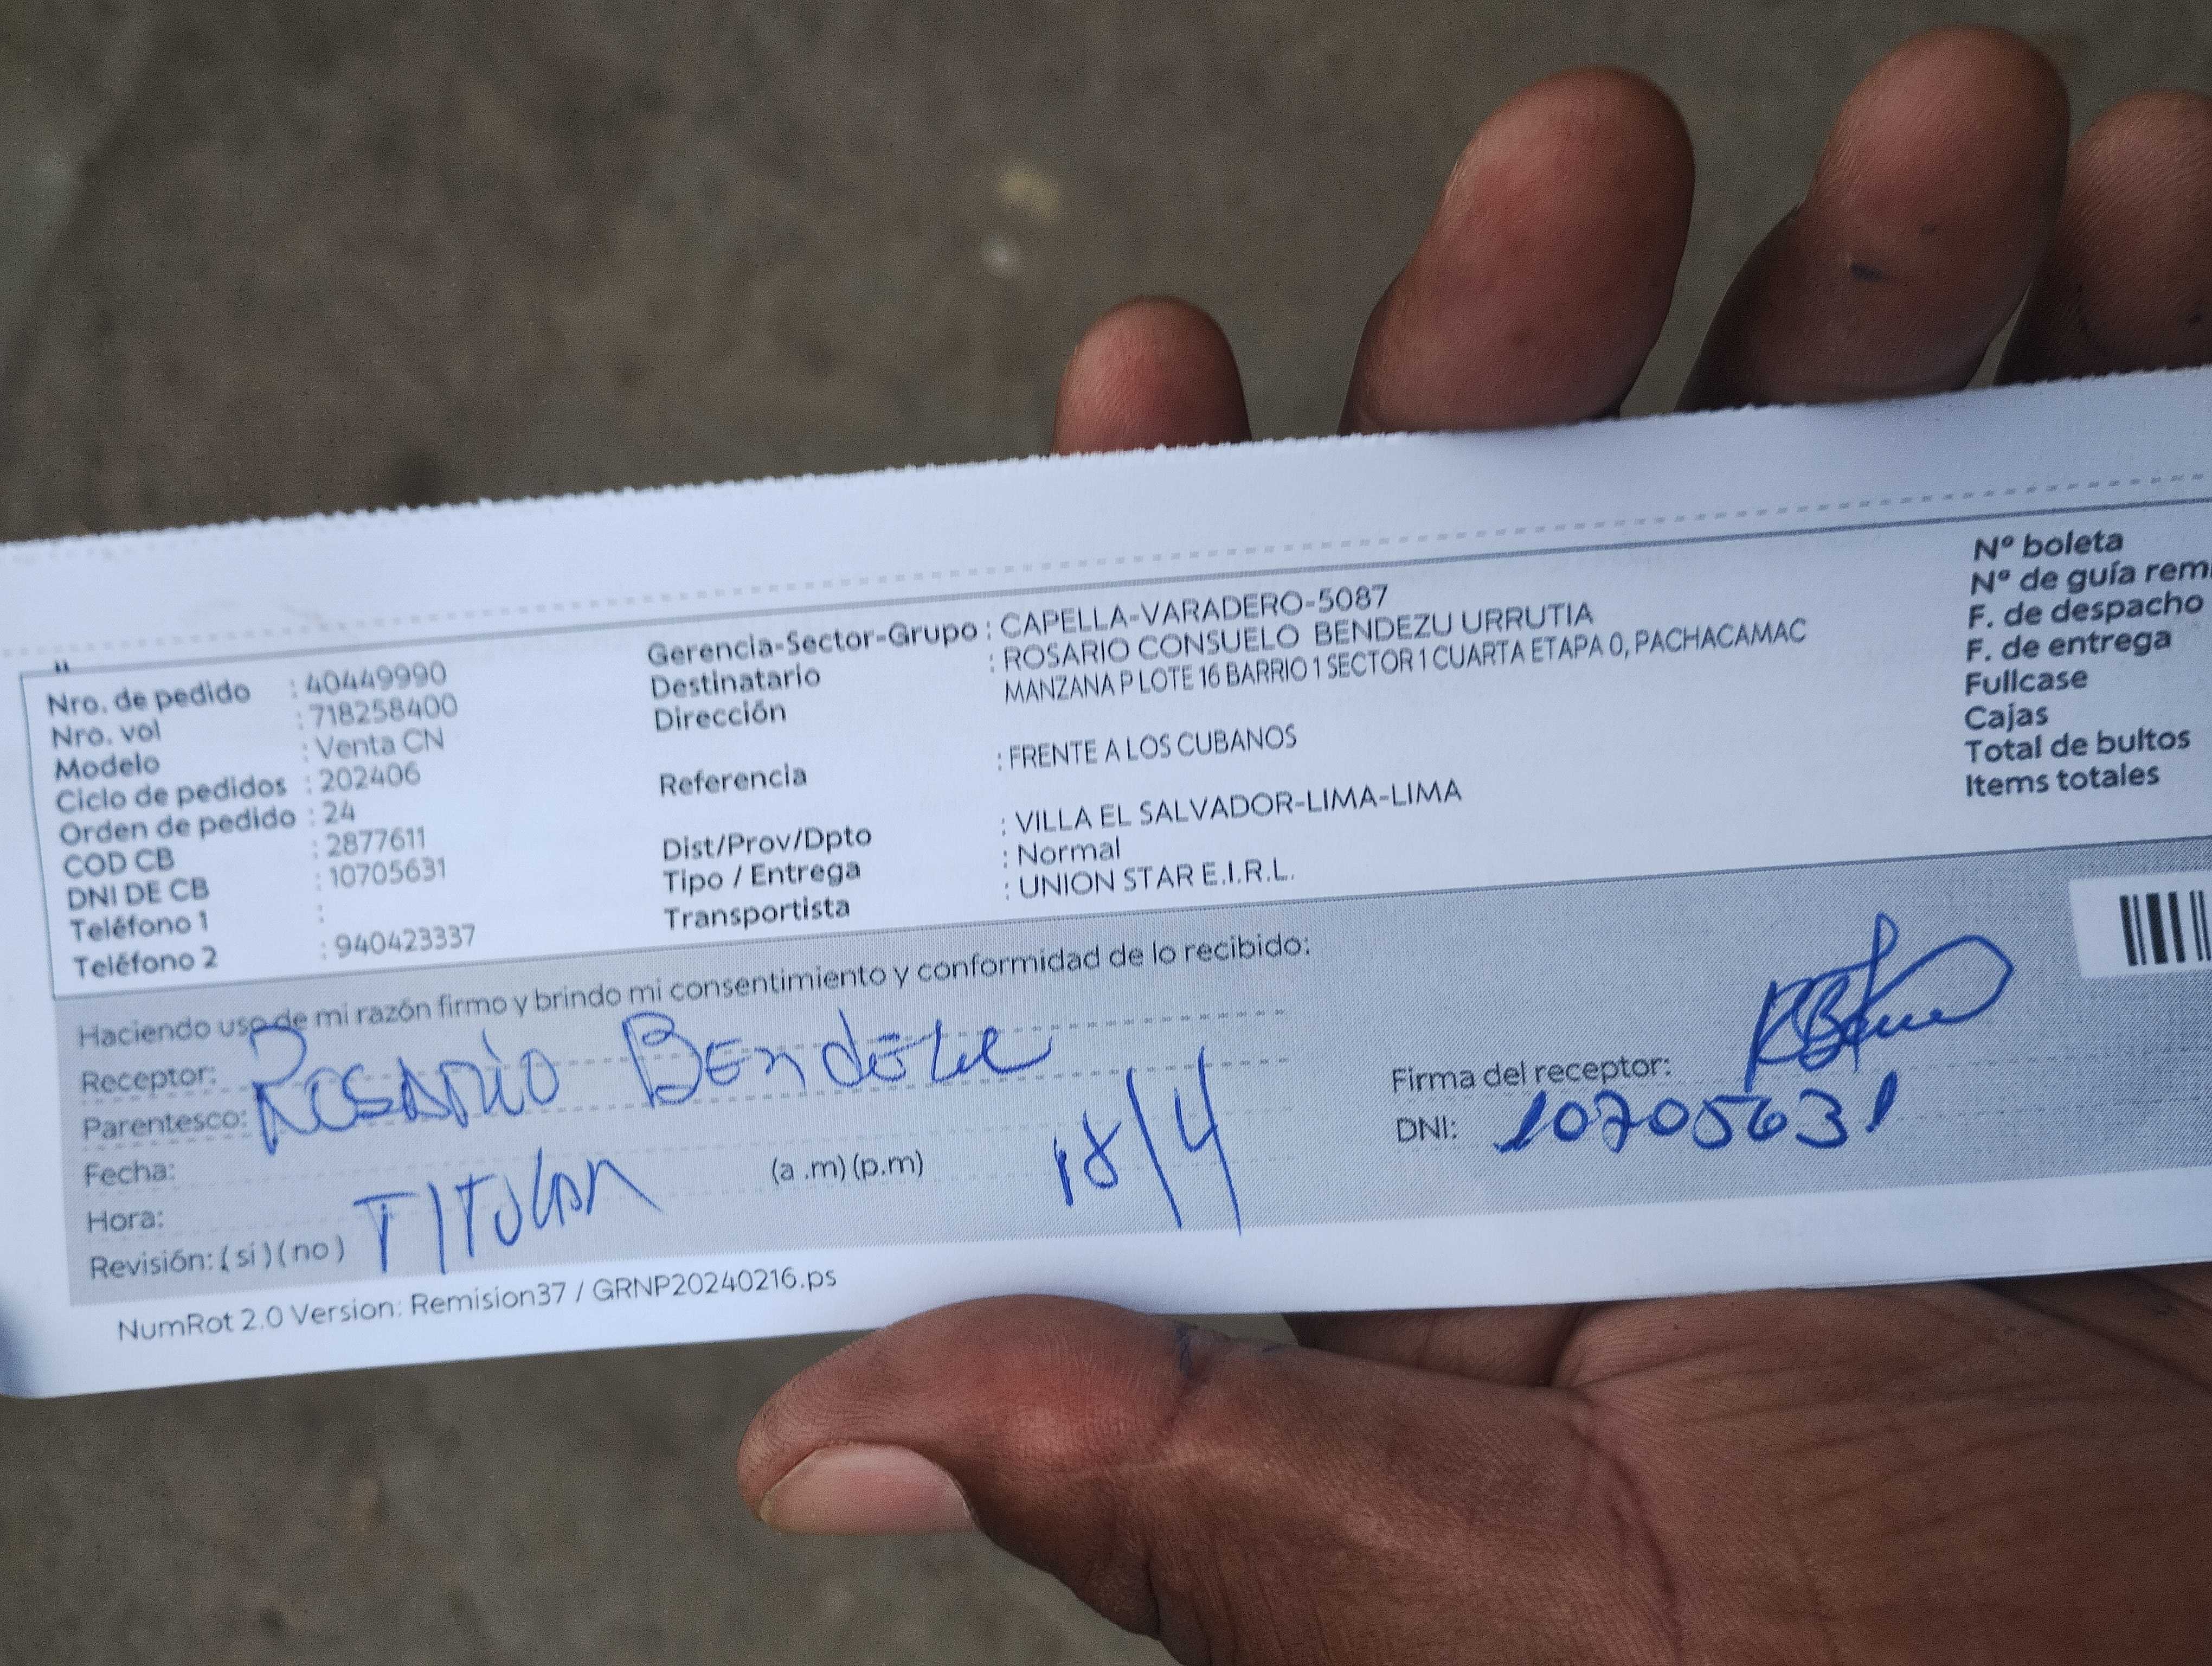 Nro. de pedido : 40449990
Nro. vol : 718258400
Modelo : Venta CN
Ciclo de pedidos : 202406
Orden de pedido : 24
COD CB : 2877611
DNI DE CB : 10705631
Teléfono 1 :
Teléfono 2 : 940423337
Gerencia-Sector-Grupo : CAPELLA-VARADERO-5087
Destinatario : ROSARIO CONSUELO BENDEZU URRUTIA
Dirección MANZANA P LOTE 16 BARRIO 1 SECTOR 1 CUARTA ETAPA 0, PACHACAMAC
Referencia : FRENTE A LOS CUBANOS
Dist/Prov/Dpto : VILLA EL SALVADOR-LIMA-LIMA
Tipo / Entrega : Normal
Transportista : UNION STAR E.I.R.L.
Nº boleta
Nº de guía rem
F. de despacho
F. de entrega
Fullcase
Cajas
Total de bultos
Items totales
Haciendo uso de mi razón firmo y brindo mi consentimiento y conformidad de lo recibido:
Receptor: Rosario
Parentesco:
Fecha:
Hora: (a .m) (p.m) 18/4
Revisión: ( si ) ( no ) TITULAR
Firma del receptor:
DNI: 10705631
NumRot 2.0 Version: Remision37 / GRNP20240216.ps